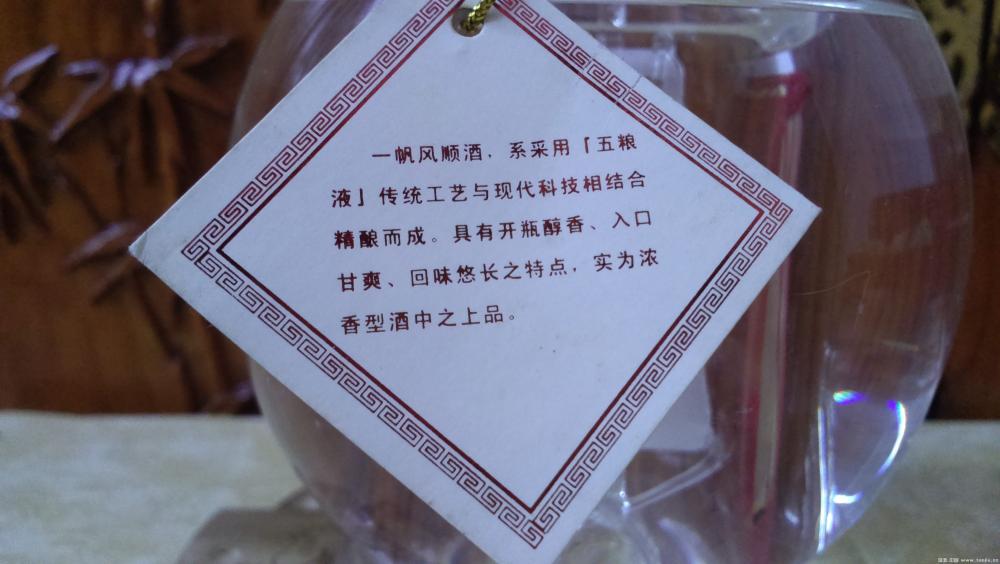 一帆风顺酒，系采用「五粮
液」传统工艺与现代科技相结合
精酿而成。具有开瓶醇香、入口
甘爽、回味悠长之特点，实为浓
香型酒中之上品。